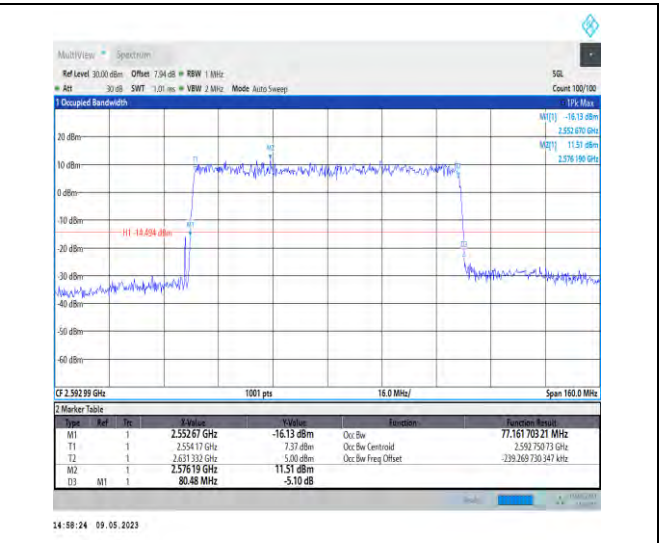 MultiView Spectrum
Ref Level 30.00 dBm Offset 7.94 dB RBW 1 MHz SGL
Att 30 dB SWT 1.01 ms VBW 2 MHz Mode Auto Sweep Count 100/100
1 Occupied Bandwidth 1Pk Max
M1[1] -16.13 dBm
2.552 670 GHz
M2[1] 11.51 dBm
2.576 190 GHz
20 dBm
M2
T1
10 dBm
0 dBm
-10 dBm
M1
H1 -14.494 dBm
D3
-20 dBm
-30 dBm
-40 dBm
-50 dBm
-60 dBm
CF 2.592 99 GHz 1001 pts 16.0 MHz/ Span 160.0 MHz
2 Marker Table
Type Ref Trc X-Value Y-Value Function Function Result
M1 1 2.552 67 GHz -16.13 dBm Occ Bw 77.161 703 21 MHz
T1 1 2.554 17 GHz 7.37 dBm Occ Bw Centroid 2.592 750 73 GHz
T2 1 2.631 332 GHz 5.00 dBm Occ Bw Freq Offset -239.269 730 347 kHz
M2 1 2.576 19 GHz 11.51 dBm
D3 M1 1 80.48 MHz -5.10 dB
14:58:24 09.05.2023